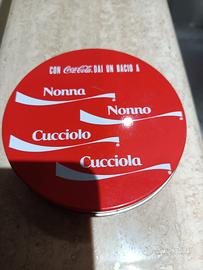 CON Coca-Cola DAI UN BACIO A
Nonna
Nonno
Cucciolo
Cucciola